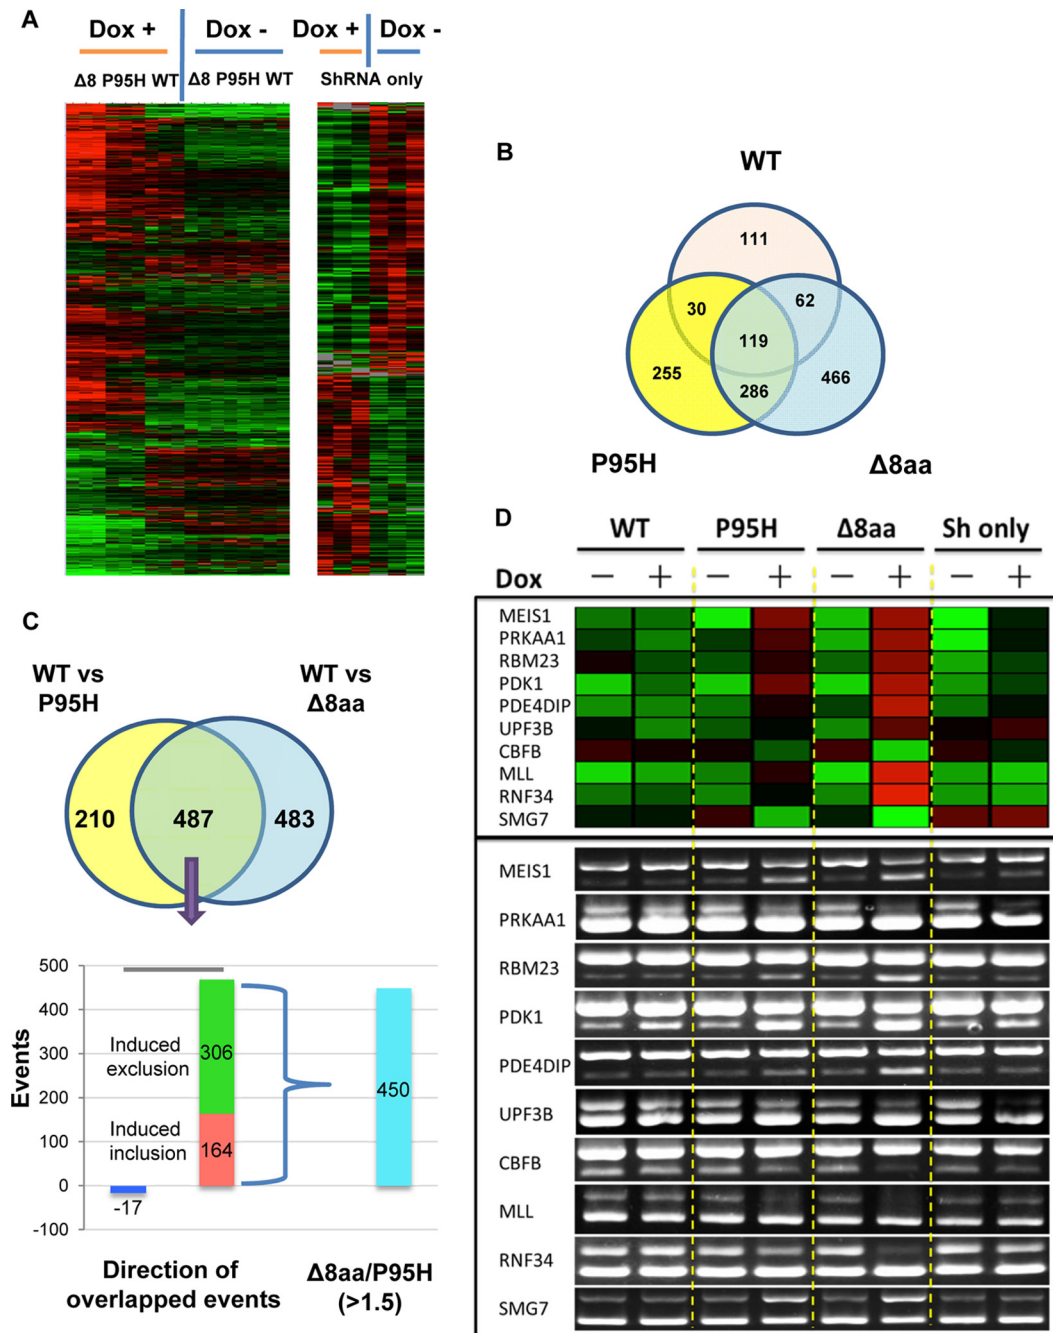 A
Dox + Dox - Dox + Dox -
Δ8 P95H WT Δ8 P95H WT ShRNA only
B
WT
111
30 62
119
255 286 466
P95H Δ8aa
C
WT vs P95H
WT vs Δ8aa
210 487 483
500
400
300
200
100
0
-100
Events
Induced exclusion
306
Induced inclusion
164
-17
450
Direction of overlapped events
Δ8aa/P95H (>1.5)
D
WT P95H Δ8aa Sh only
Dox − + − + − + − +
MEIS1
PRKAA1
RBM23
PDK1
PDE4DIP
UPF3B
CBFB
MLL
RNF34
SMG7
MEIS1
PRKAA1
RBM23
PDK1
PDE4DIP
UPF3B
CBFB
MLL
RNF34
SMG7